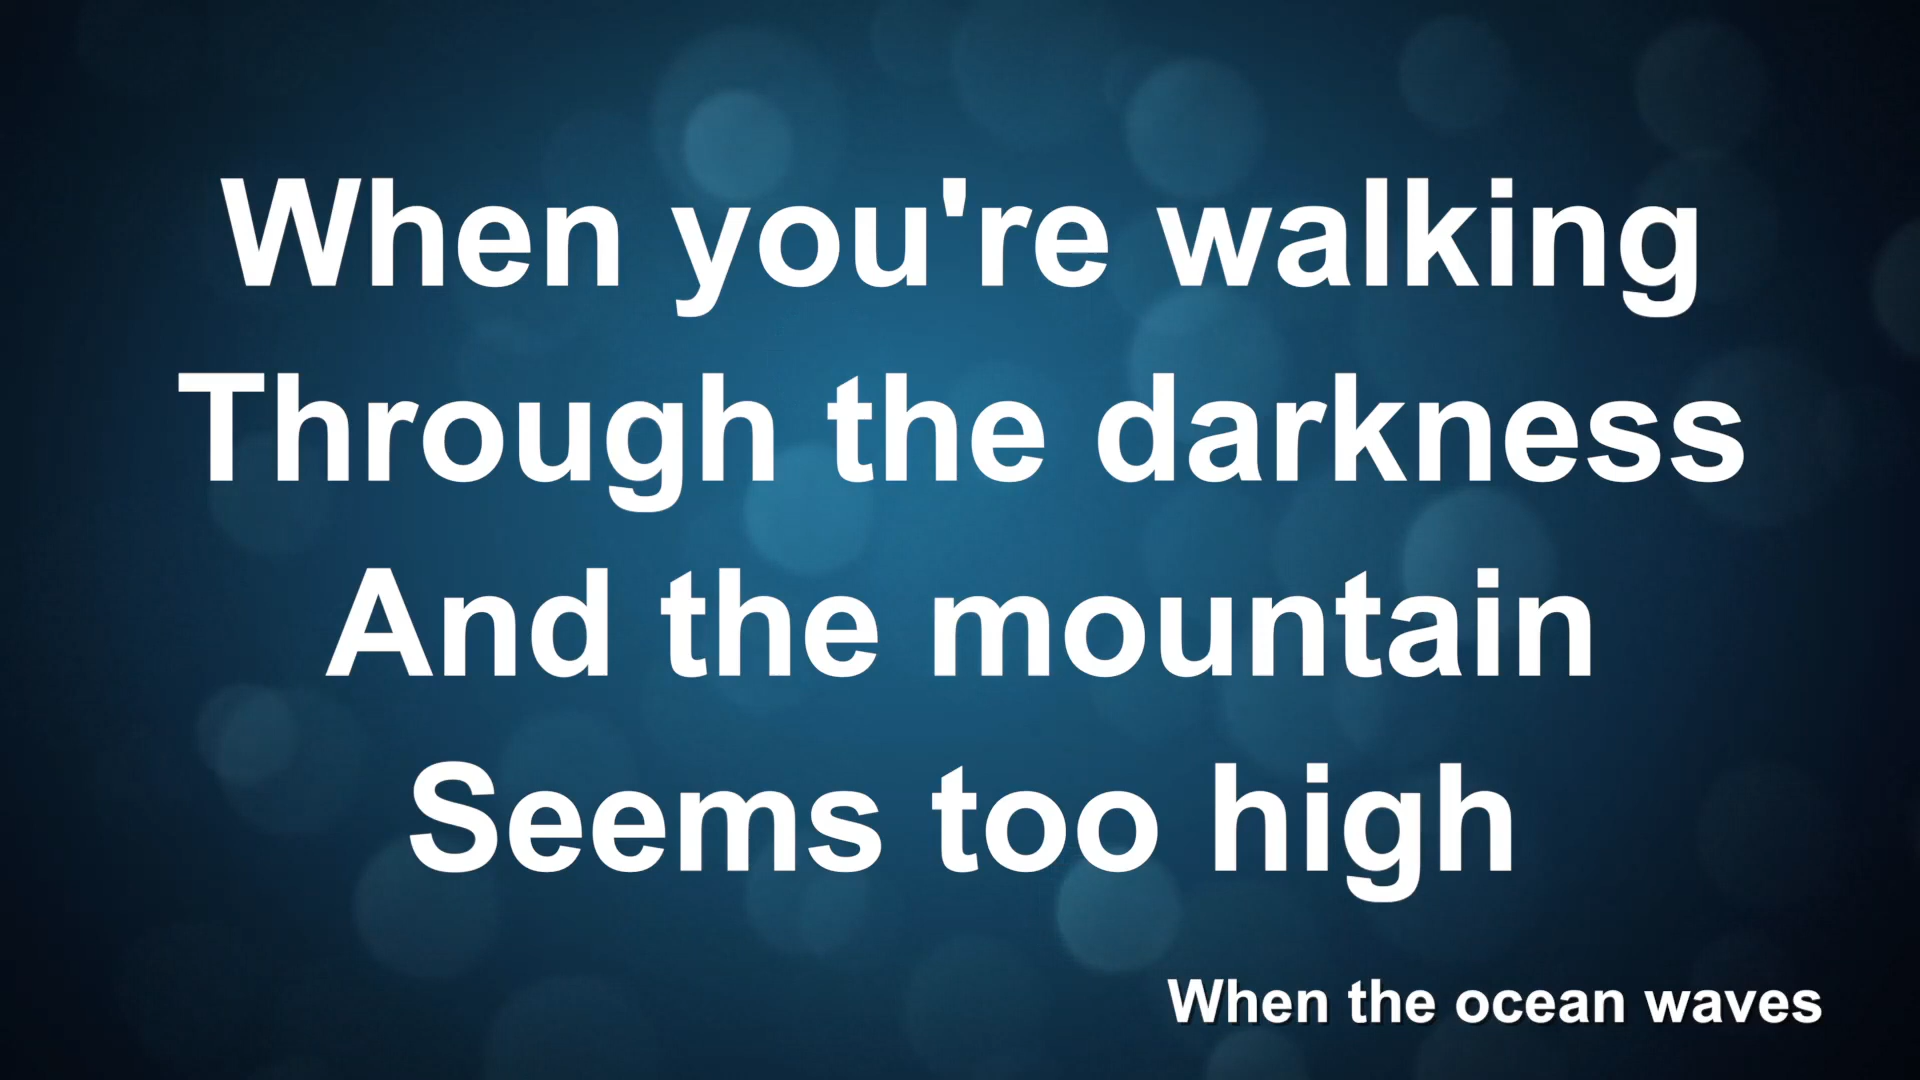 When you're walking
Through the darkness
And the mountain
Seems too high
When the ocean waves